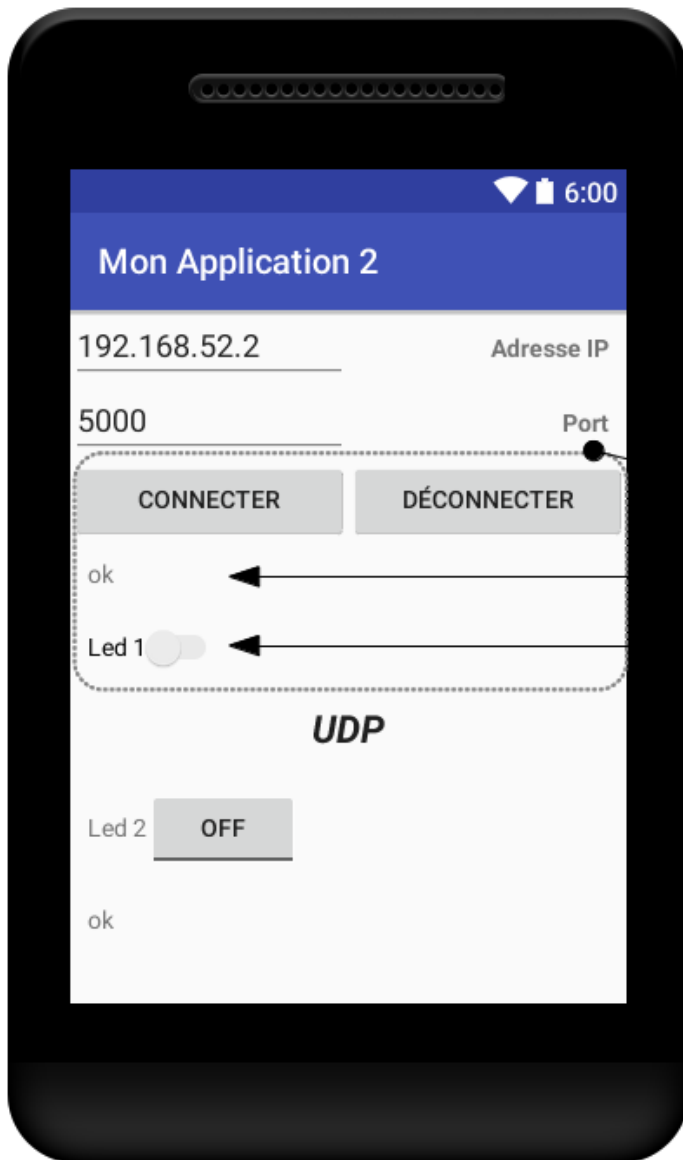 6:00
Mon Application 2
192.168.52.2 Adresse IP
5000 Port
CONNECTER DÉCONNECTER
ok
Led 1
UDP
Led 2 OFF
ok